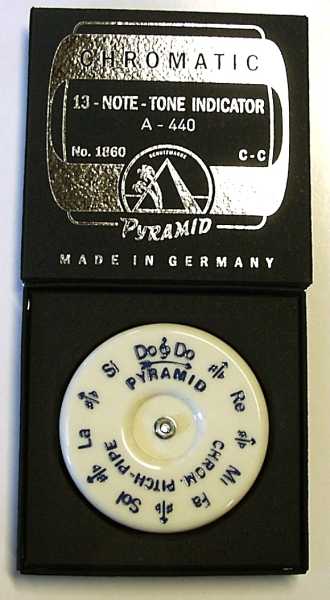 CHROMATIC
13-NOTE-TONE INDICATOR
A-440
No. 1860 C-C
SCHUTZMARKE
PYRAMID
MADE IN GERMANY
Do Do
♯/♭
Re
♯/♭
Mi
Fa
♯/♭
Sol
♯/♭
La
♯/♭
Si
PYRAMID
CHROM. PITCH-PIPE